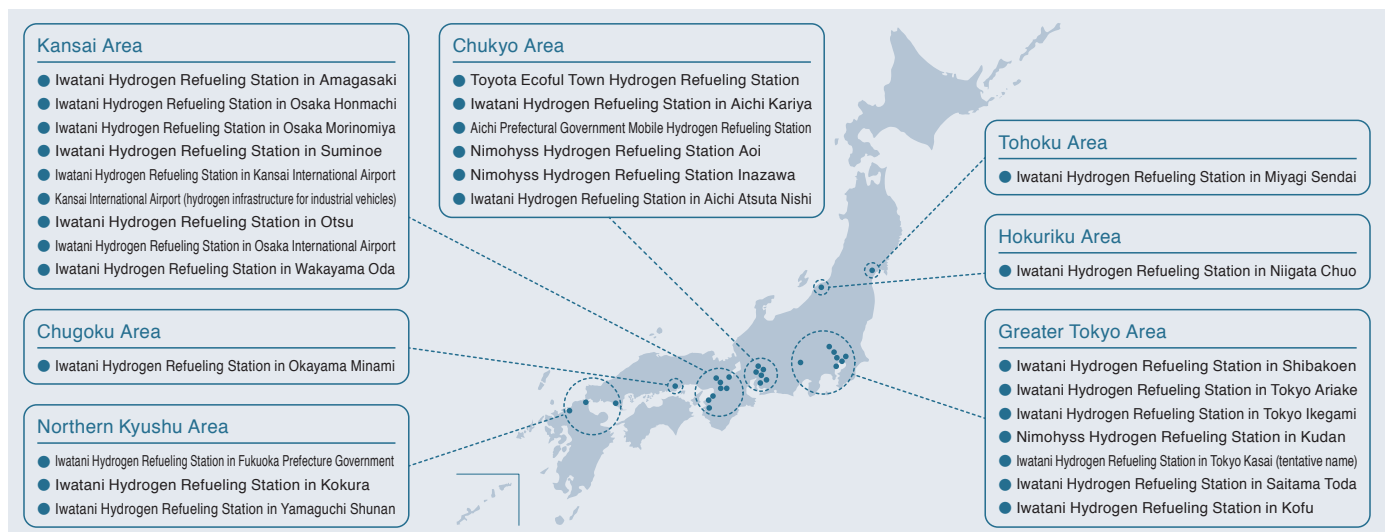 Kansai Area
Iwatani Hydrogen Refueling Station in Amagasaki
Iwatani Hydrogen Refueling Station in Osaka Honmachi
Iwatani Hydrogen Refueling Station in Osaka Morinomiya
Iwatani Hydrogen Refueling Station in Suminoe
Iwatani Hydrogen Refueling Station in Kansai International Airport
Kansai International Airport (hydrogen infrastructure for industrial vehicles)
Iwatani Hydrogen Refueling Station in Otsu
Iwatani Hydrogen Refueling Station in Osaka International Airport
Iwatani Hydrogen Refueling Station in Wakayama Oda
Chugoku Area
Iwatani Hydrogen Refueling Station in Okayama Minami
Northern Kyushu Area
Iwatani Hydrogen Refueling Station in Fukuoka Prefecture Government
Iwatani Hydrogen Refueling Station in Kokura
Iwatani Hydrogen Refueling Station in Yamaguchi Shunan
Chukyo Area
Toyota Ecoful Town Hydrogen Refueling Station
Iwatani Hydrogen Refueling Station in Aichi Kariya
Aichi Prefectural Government Mobile Hydrogen Refueling Station
Nimohyss Hydrogen Refueling Station Aoi
Nimohyss Hydrogen Refueling Station Inazawa
Iwatani Hydrogen Refueling Station in Aichi Atsuta Nishi
Tohoku Area
Iwatani Hydrogen Refueling Station in Miyagi Sendai
Hokuriku Area
Iwatani Hydrogen Refueling Station in Niigata Chuo
Greater Tokyo Area
Iwatani Hydrogen Refueling Station in Shibakoen
Iwatani Hydrogen Refueling Station in Tokyo Ariake
Iwatani Hydrogen Refueling Station in Tokyo Ikegami
Nimohyss Hydrogen Refueling Station in Kudan
Iwatani Hydrogen Refueling Station in Tokyo Kasai (tentative name)
Iwatani Hydrogen Refueling Station in Saitama Toda
Iwatani Hydrogen Refueling Station in Kofu